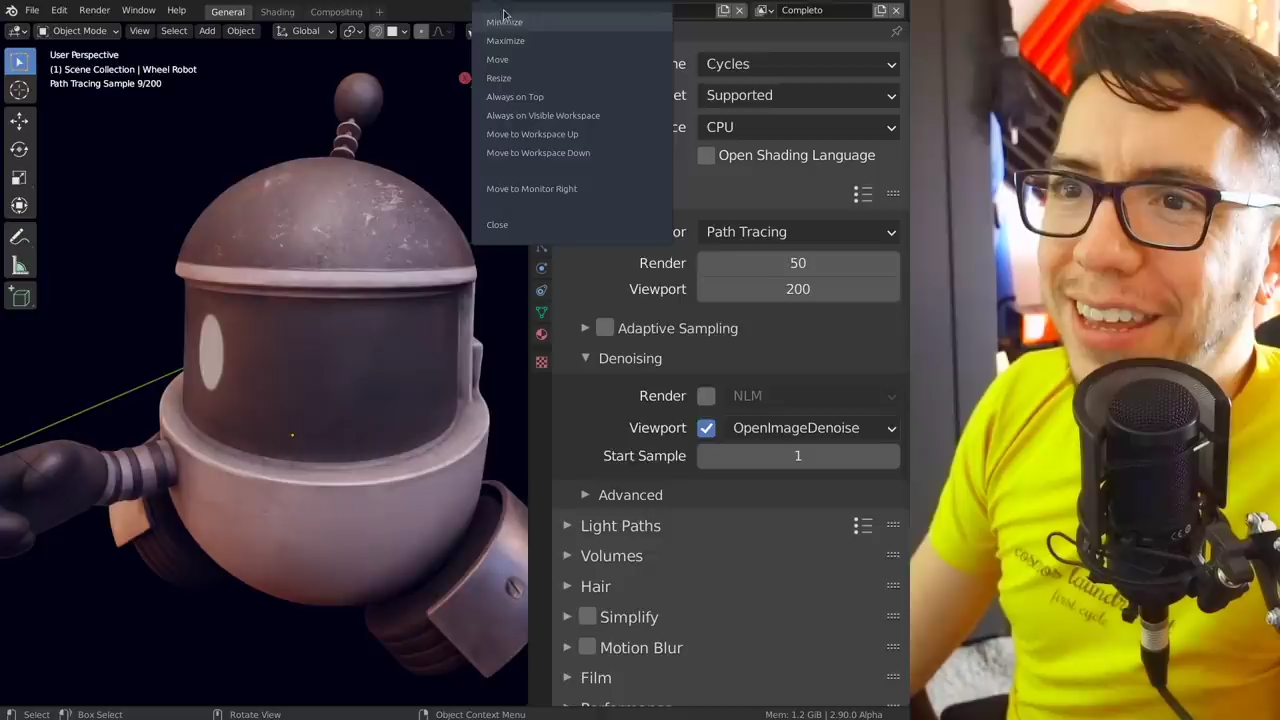 File Edit Render Window Help
General Shading Compositing
Completo
Object Mode View Select Add Object Global
User Perspective
(1) Scene Collection | Wheel Robot
Path Tracing Sample 9/200
Minimize
Maximize
Move
Resize
Always on Top
Always on Visible Workspace
Move to Workspace Up
Move to Workspace Down
Move to Monitor Right
Close
Cycles
Supported
CPU
Open Shading Language
Path Tracing
Render 50
Viewport 200
Adaptive Sampling
Denoising
Render NLM
Viewport OpenImageDenoise
Start Sample 1
Advanced
Light Paths
Volumes
Hair
Simplify
Motion Blur
Film
Select Box Select Rotate View Object Context Menu Mem: 1.2 GiB | 2.90.0 Alpha
cosnor laundry
first cycle